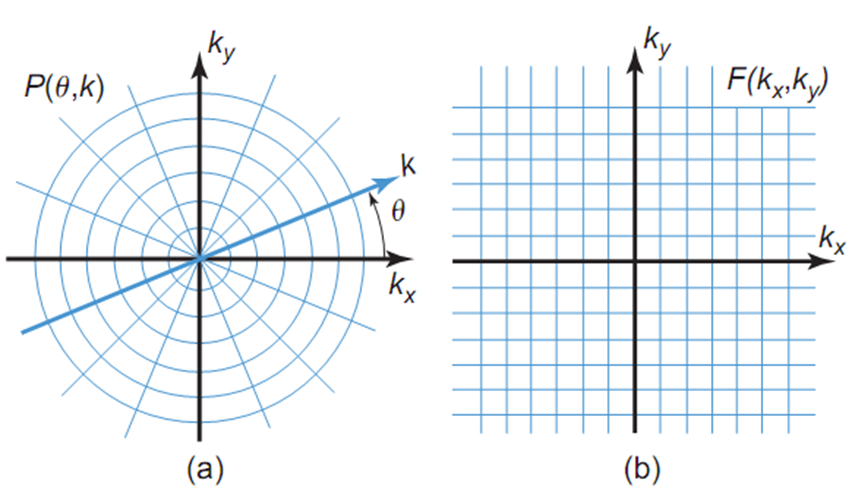 k_y
P(θ,k)
k
θ
k_x
(a)
k_y
F(k_x,k_y)
k_x
(b)